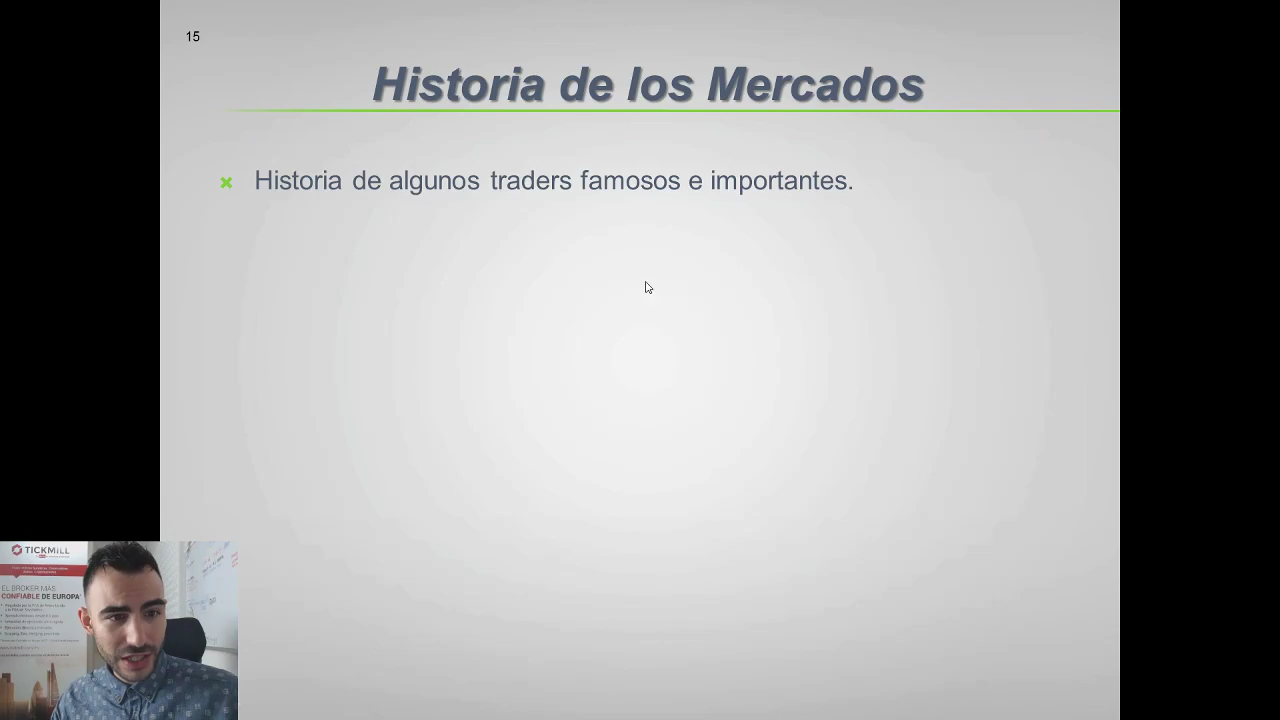 15
Historia de los Mercados
Historia de algunos traders famosos e importantes.
TICKMILL
EL BROKER MÁS
CONFIABLE DE EUROPA